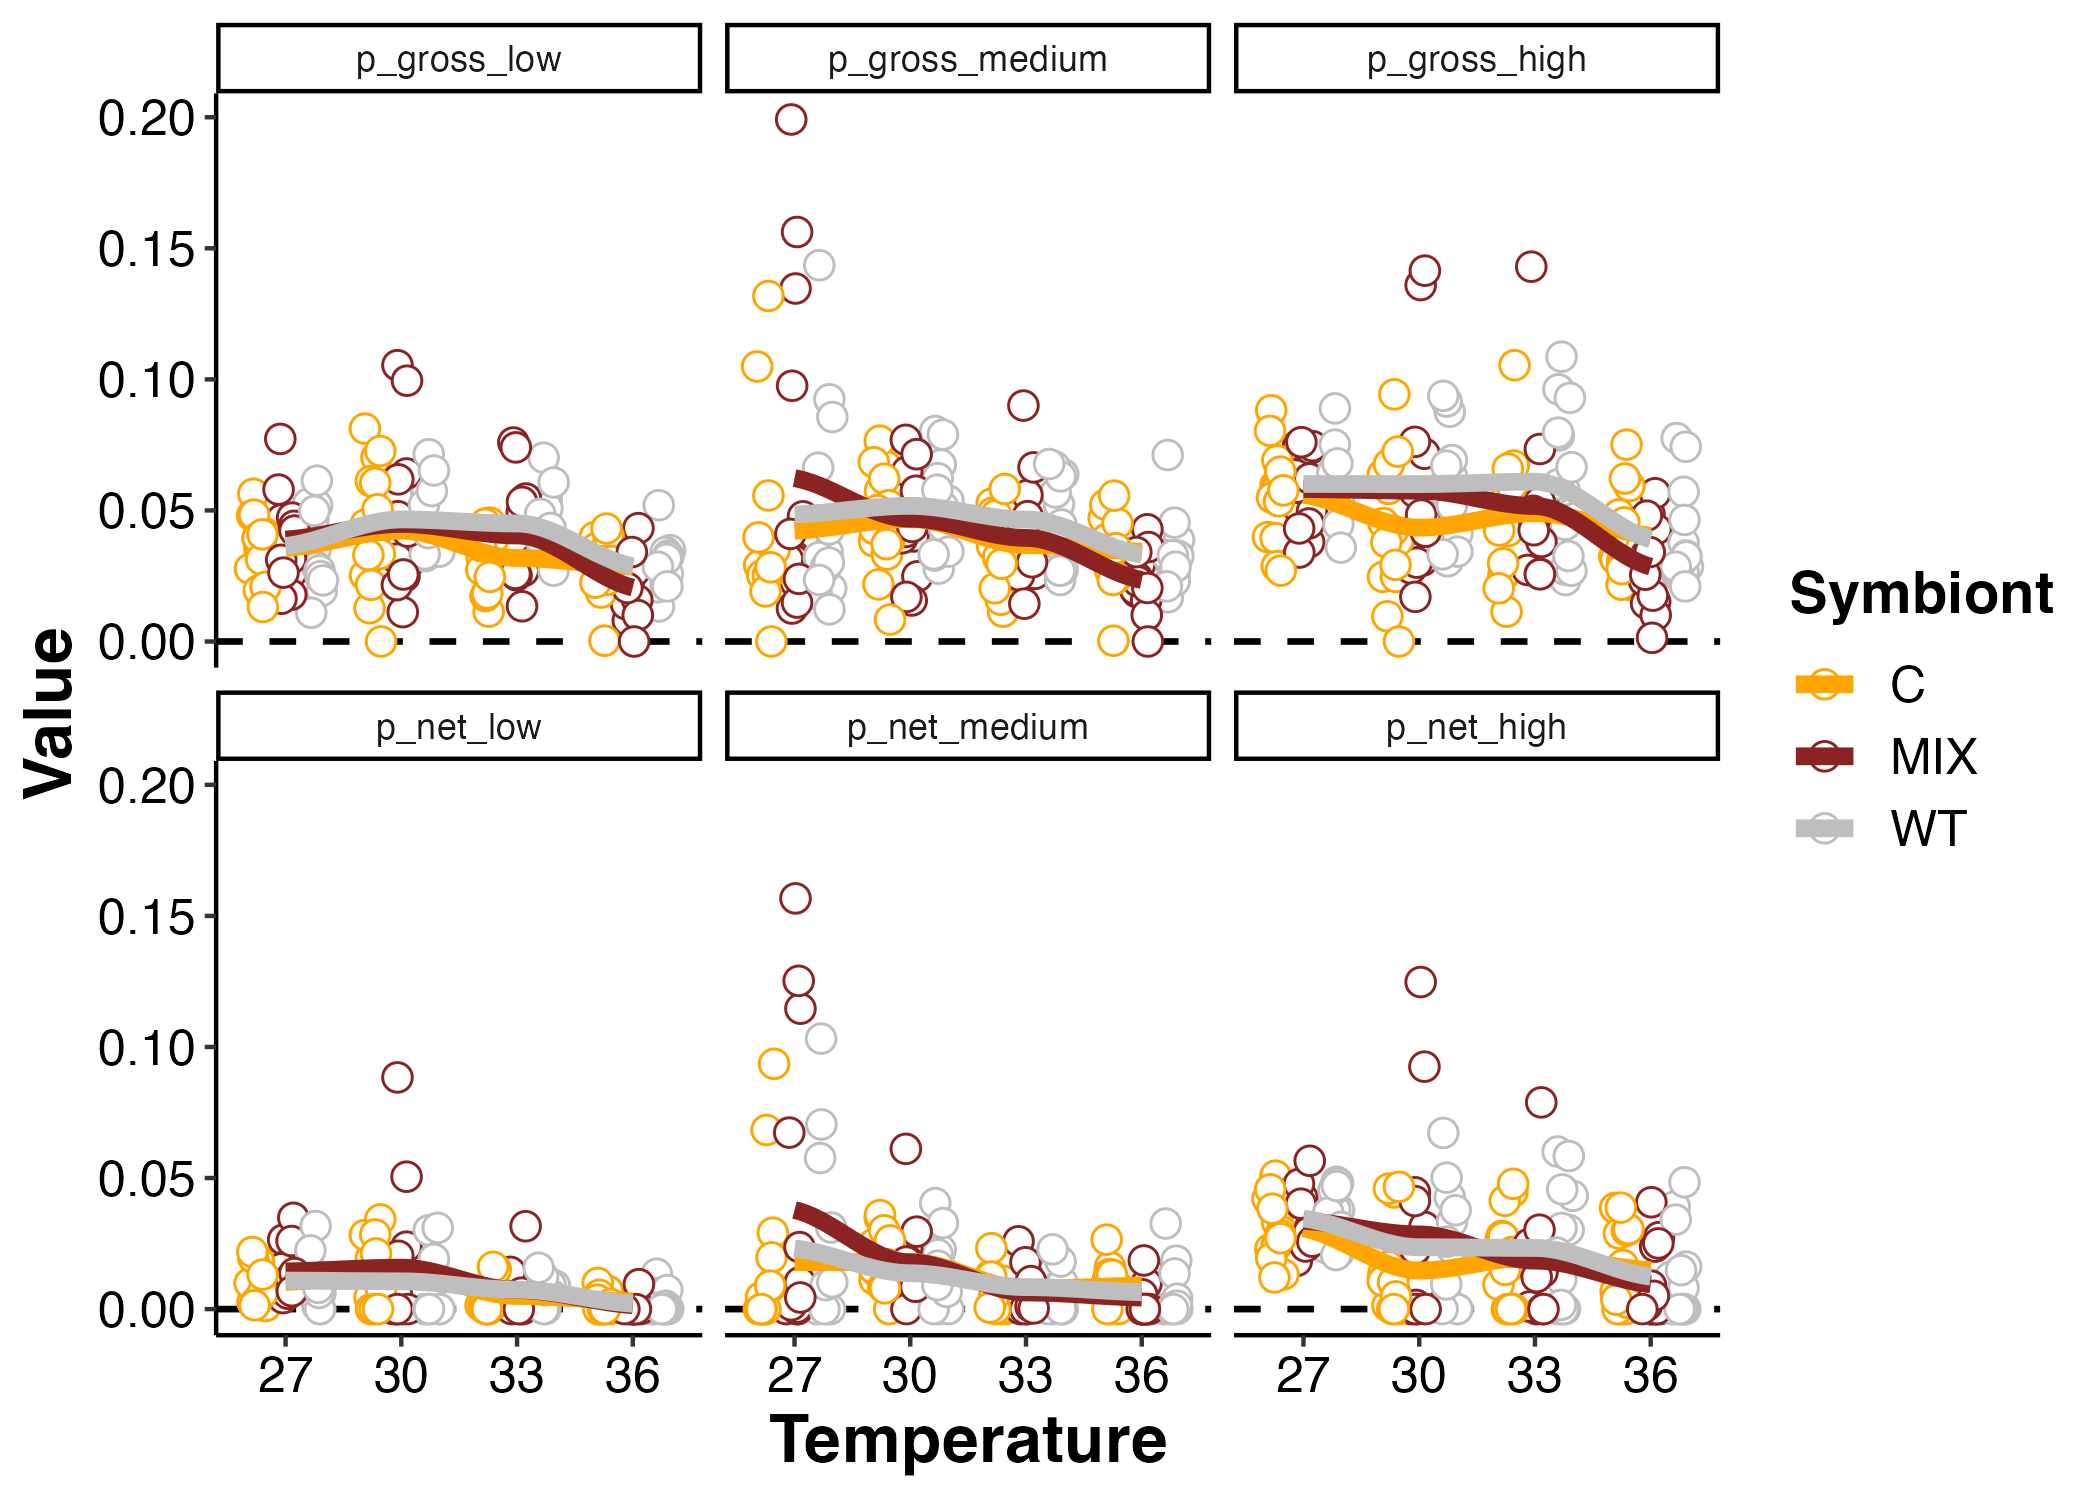 p_gross_low p_gross_medium p_gross_high
0.20
0.15
0.10
0.05
0.00
Value
p_net_low p_net_medium p_net_high
0.20
0.15
0.10
0.05
0.00
27 30 33 36 27 30 33 36 27 30 33 36
Temperature
Symbiont
C
MIX
WT